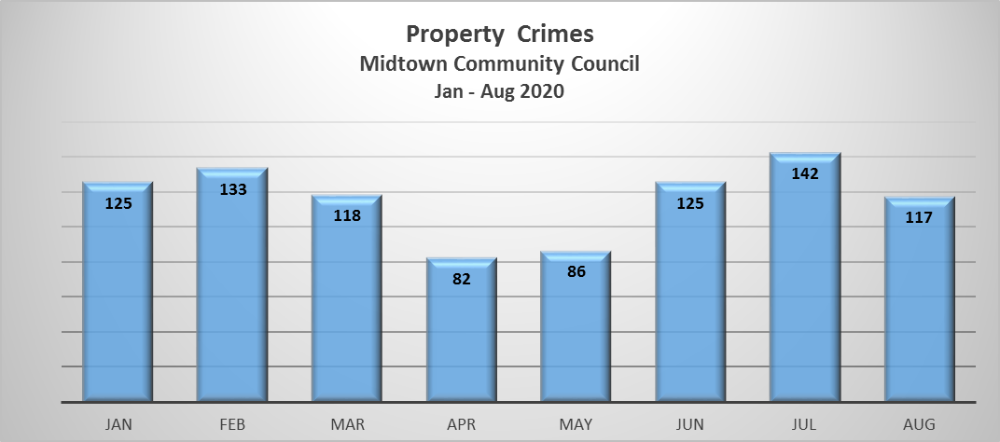 Property Crimes
Midtown Community Council
Jan - Aug 2020
125
133
118
82
86
125
142
117
JAN FEB MAR APR MAY JUN JUL AUG